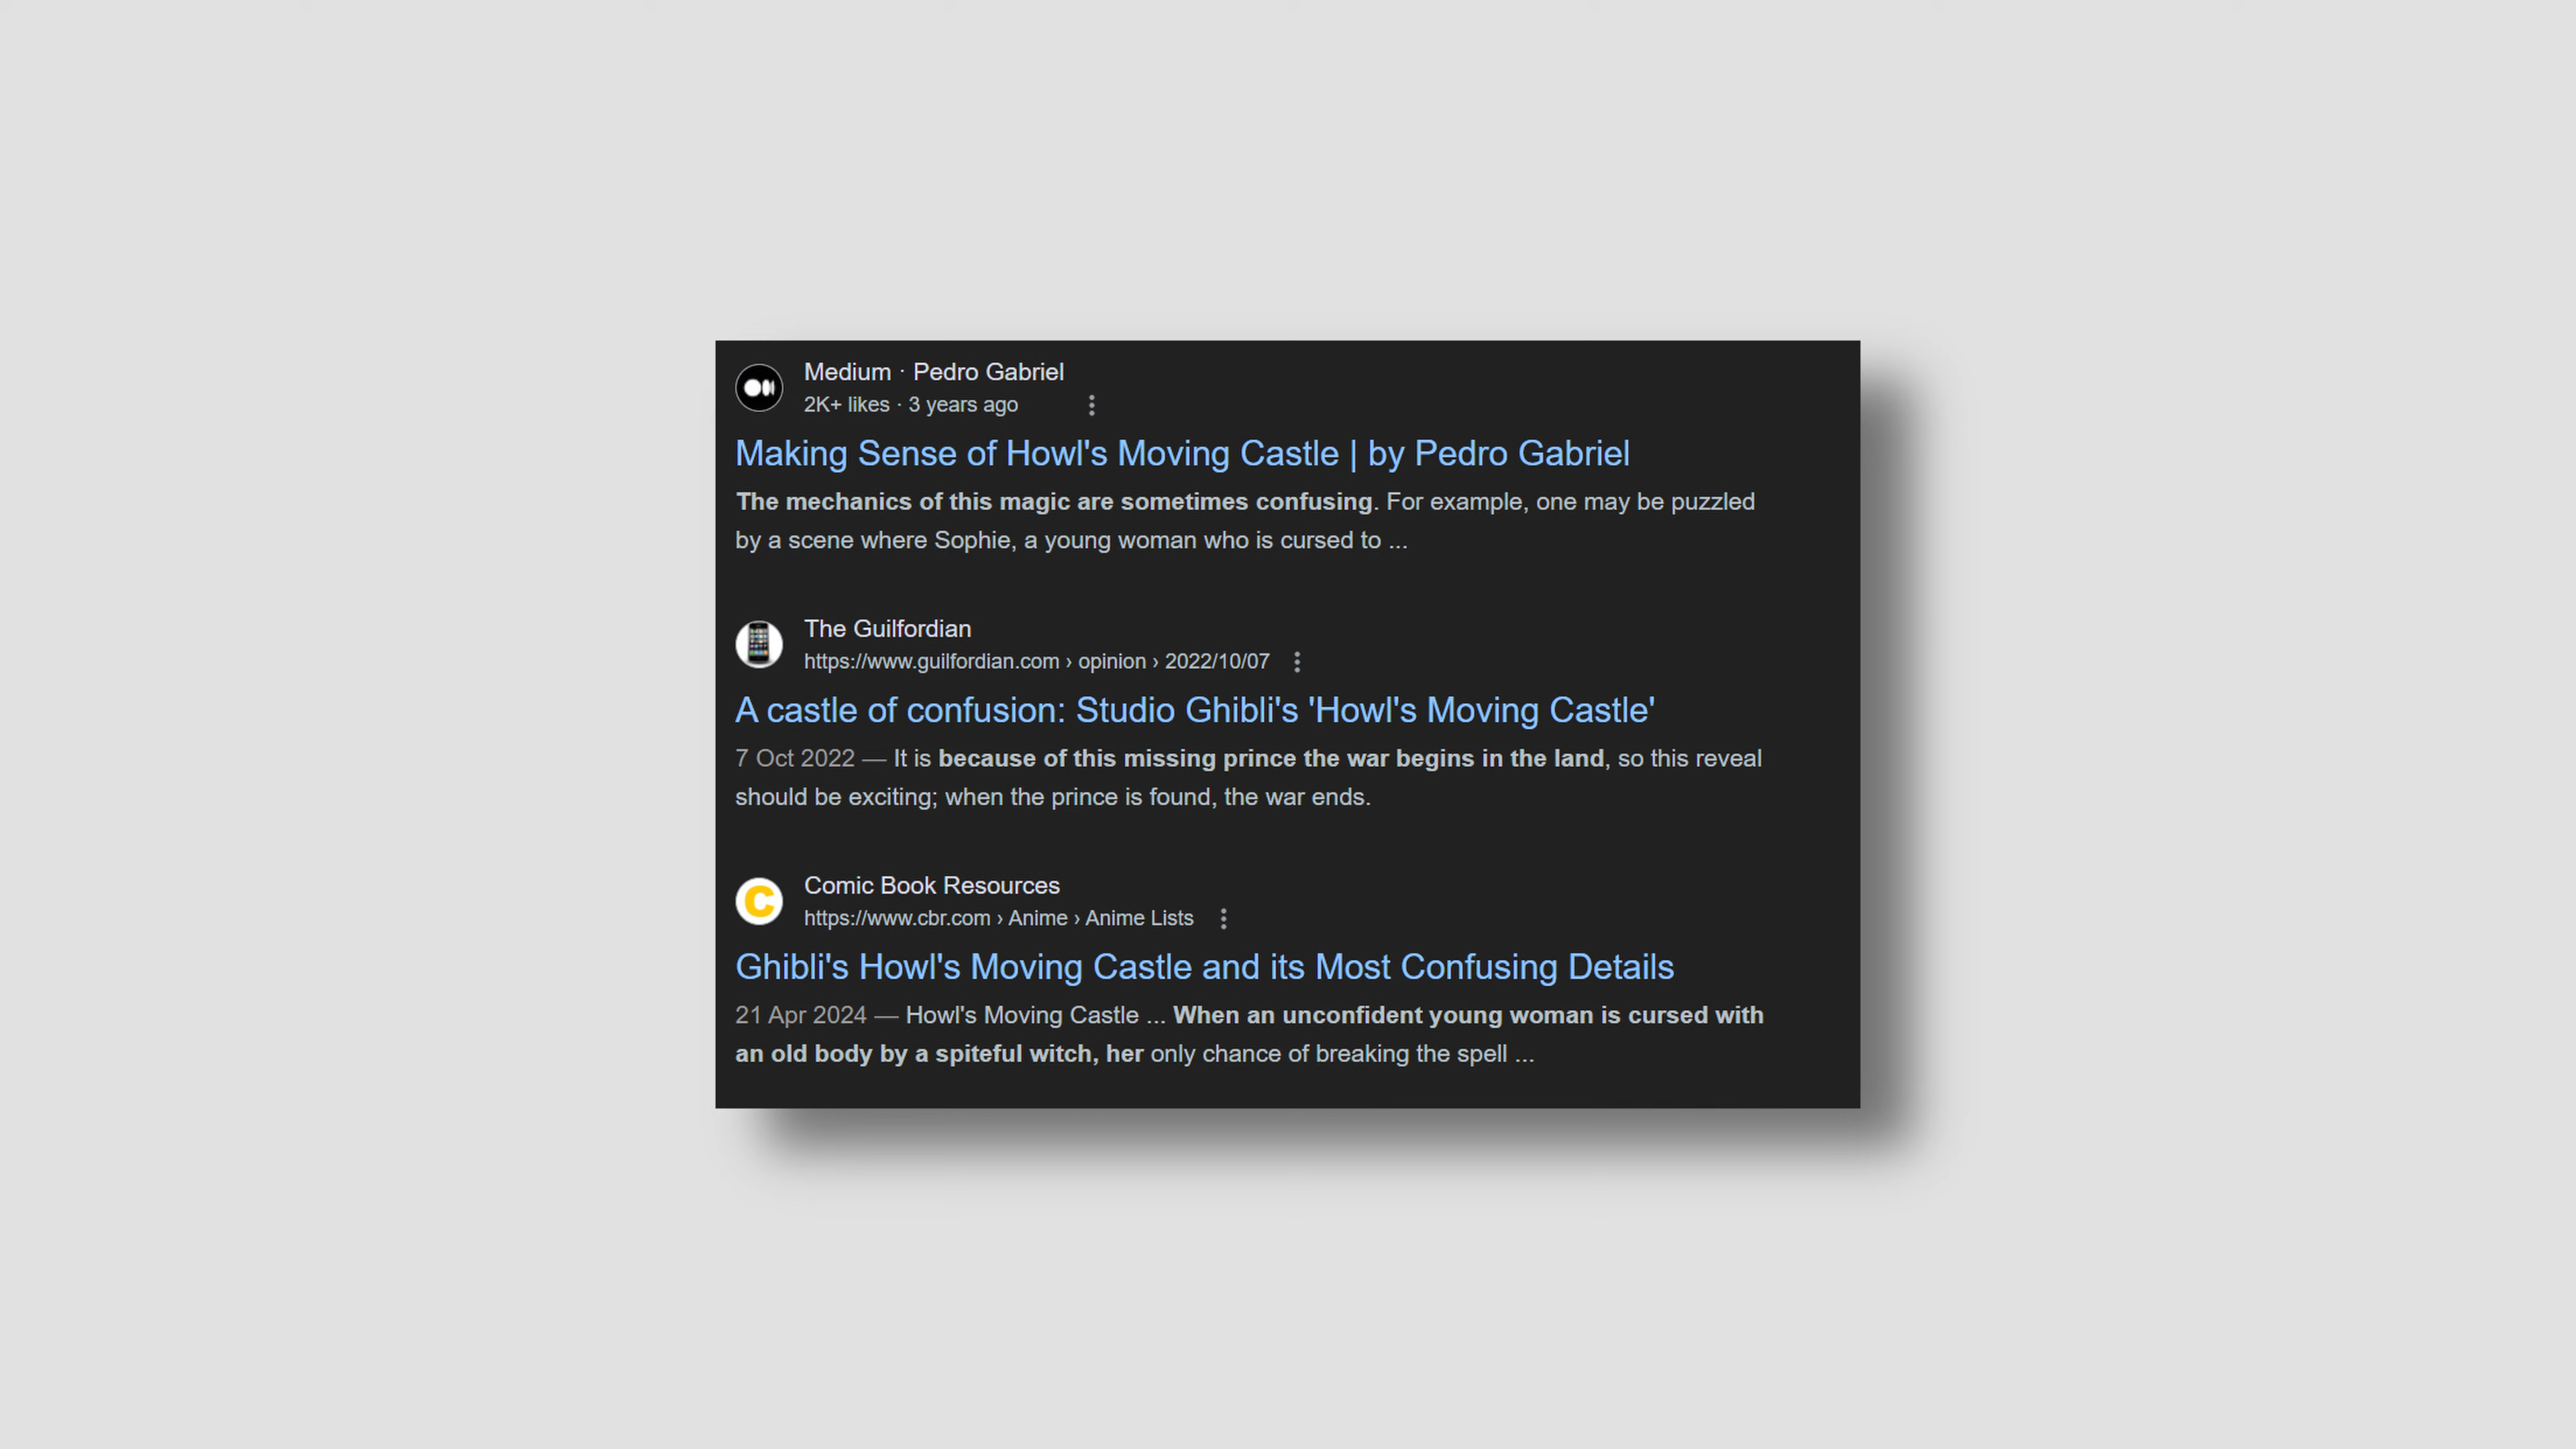 Medium · Pedro Gabriel
2K+ likes · 3 years ago
Making Sense of Howl's Moving Castle | by Pedro Gabriel
The mechanics of this magic are sometimes confusing. For example, one may be puzzled
by a scene where Sophie, a young woman who is cursed to ...
The Guilfordian
https://www.guilfordian.com › opinion › 2022/10/07
A castle of confusion: Studio Ghibli's 'Howl's Moving Castle'
7 Oct 2022 — It is because of this missing prince the war begins in the land, so this reveal
should be exciting; when the prince is found, the war ends.
C
Comic Book Resources
https://www.cbr.com › Anime › Anime Lists
Ghibli's Howl's Moving Castle and its Most Confusing Details
21 Apr 2024 — Howl's Moving Castle ... When an unconfident young woman is cursed with
an old body by a spiteful witch, her only chance of breaking the spell ...